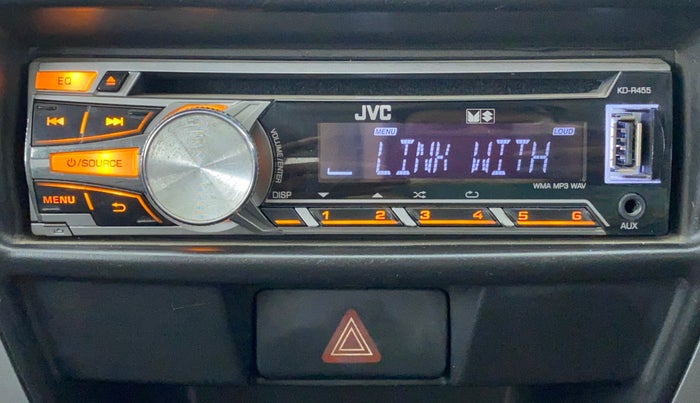 EQ
KD-R455
JVC
MS
MENU
LOUD
_ LINK WITH
WMA MP3 WAV
/SOURCE
VOLUME/ENTER
MENU
DISP
1 2 3 4 5 6
AUX